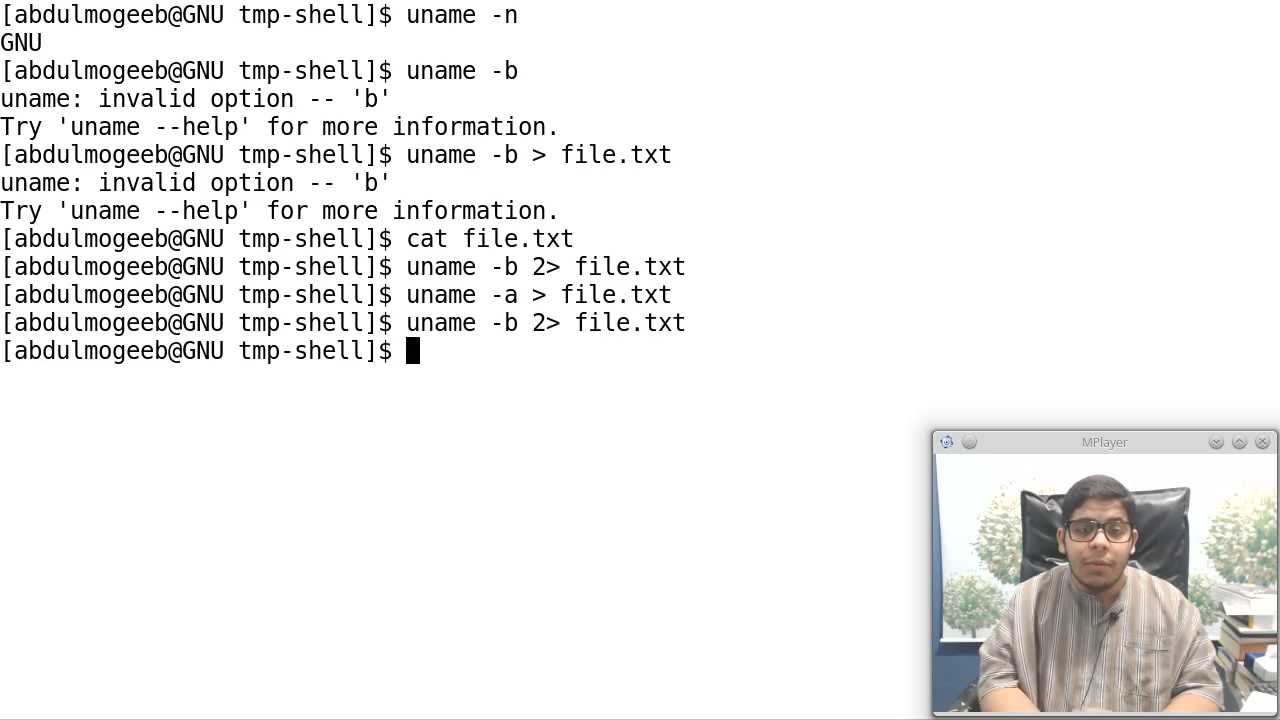 [abdulmogeeb@GNU tmp-shell]$ uname -n
GNU
[abdulmogeeb@GNU tmp-shell]$ uname -b
uname: invalid option -- 'b'
Try 'uname --help' for more information.
[abdulmogeeb@GNU tmp-shell]$ uname -b > file.txt
uname: invalid option -- 'b'
Try 'uname --help' for more information.
[abdulmogeeb@GNU tmp-shell]$ cat file.txt
[abdulmogeeb@GNU tmp-shell]$ uname -b 2> file.txt
[abdulmogeeb@GNU tmp-shell]$ uname -a > file.txt
[abdulmogeeb@GNU tmp-shell]$ uname -b 2> file.txt
[abdulmogeeb@GNU tmp-shell]$
MPlayer